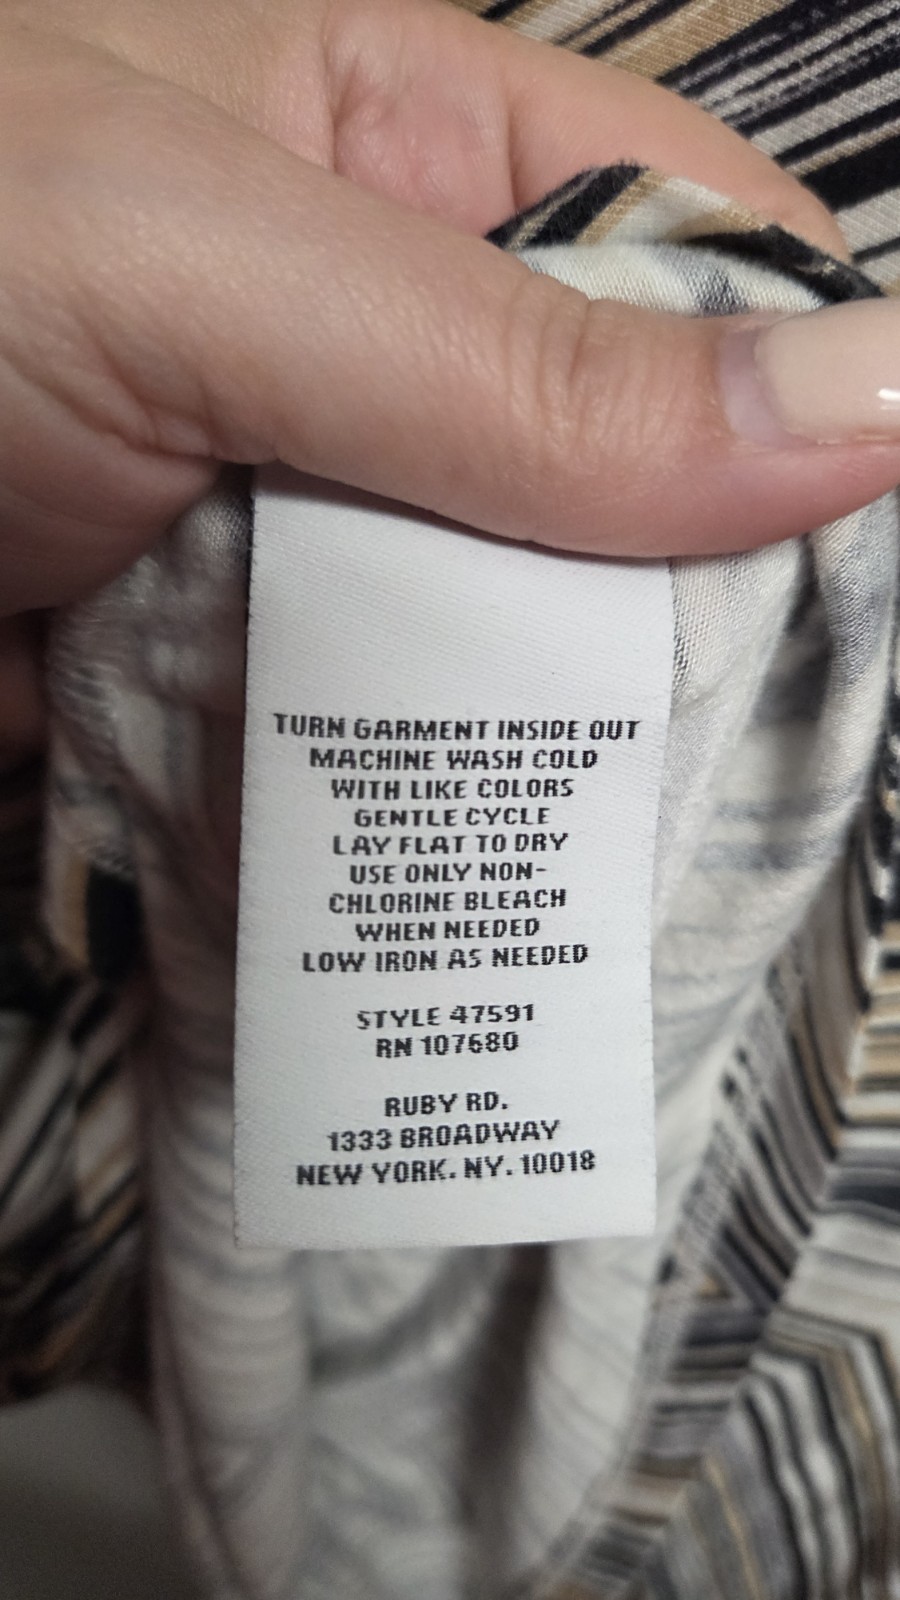 TURN GARMENT INSIDE OUT
MACHINE WASH COLD
WITH LIKE COLORS
GENTLE CYCLE
LAY FLAT TO DRY
USE ONLY NON-
CHLORINE BLEACH
WHEN NEEDED
LOW IRON AS NEEDED
STYLE 47591
RN 107680
RUBY RD.
1333 BROADWAY
NEW YORK. NY. 10018